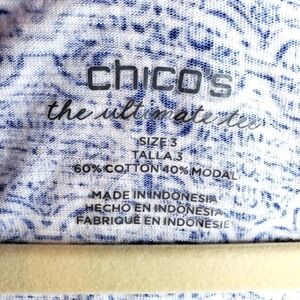 chico's
the ultimate tee
SIZE 3
TALLA 3
60% COTTON 40% MODAL
MADE IN INDONESIA
HECHO EN INDONESIA
FABRIQUÉ EN INDONÉSIE